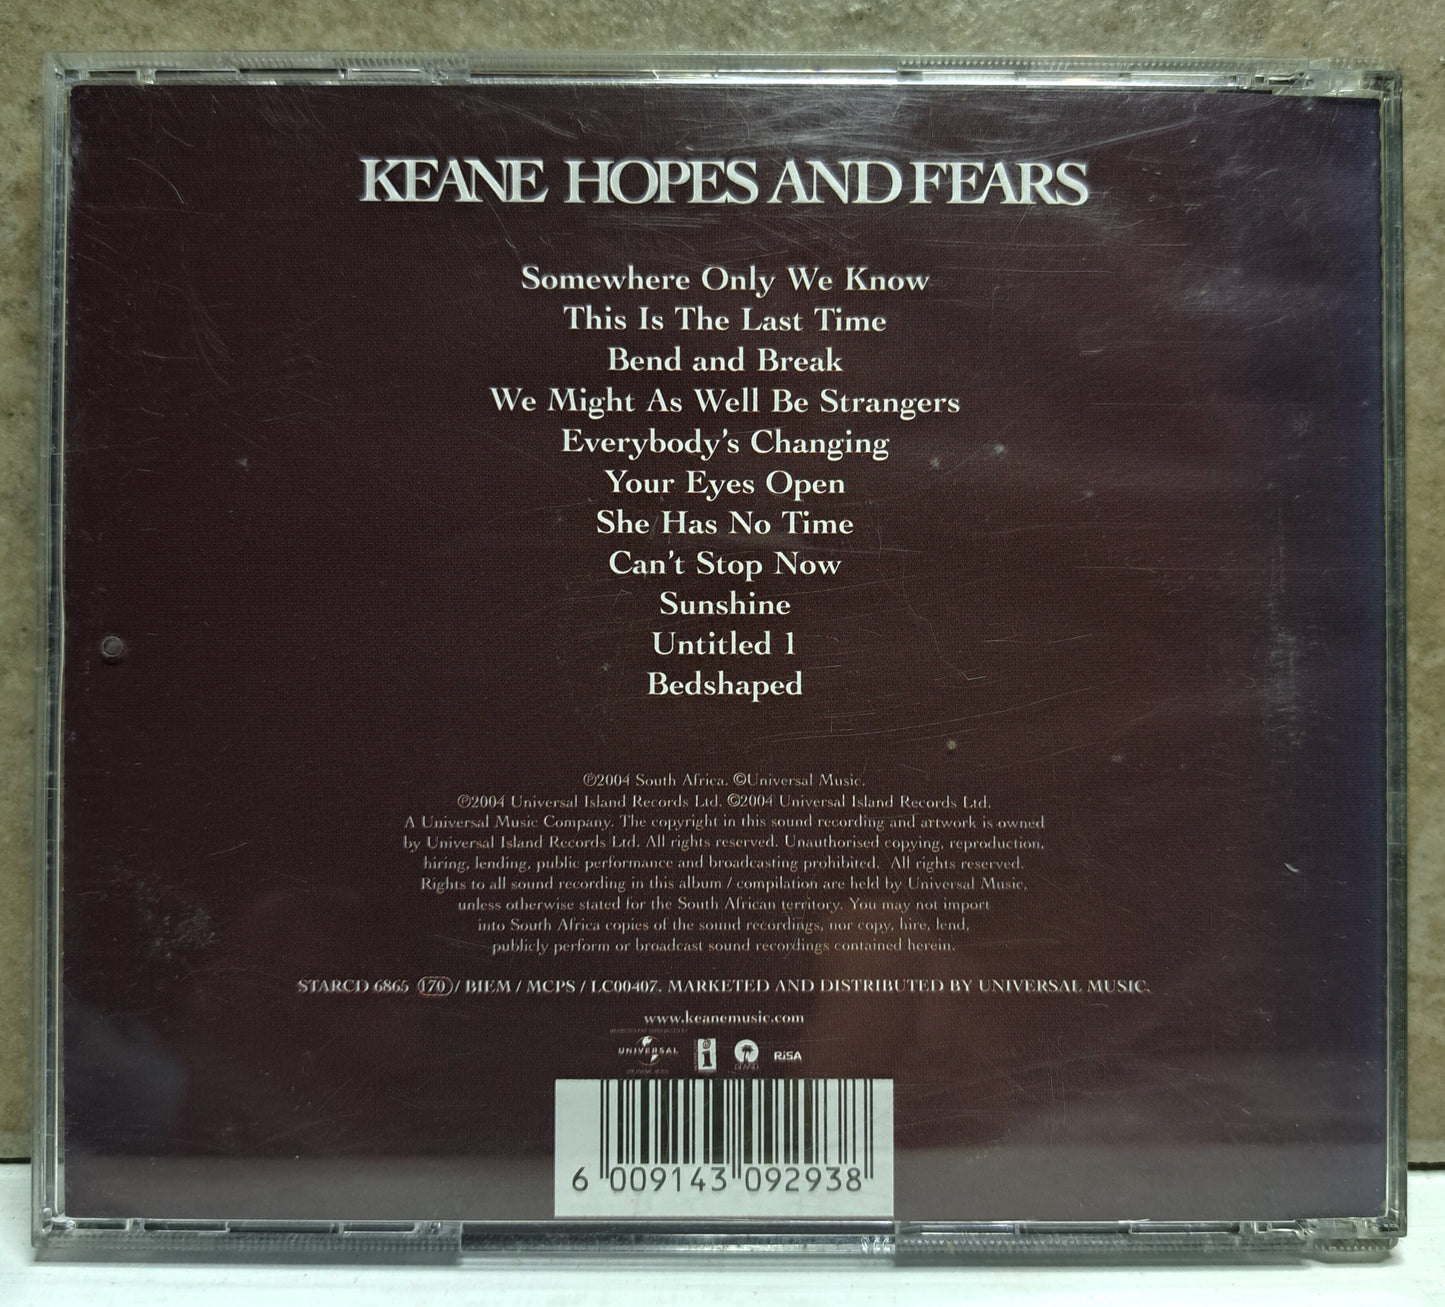 KEANE HOPES AND FEARS
Somewhere Only We Know
This Is The Last Time
Bend and Break
We Might As Well Be Strangers
Everybody's Changing
Your Eyes Open
She Has No Time
Can't Stop Now
Sunshine
Untitled 1
Bedshaped
℗2004 South Africa. ©Universal Music.
℗2004 Universal Island Records Ltd. ©2004 Universal Island Records Ltd.
A Universal Music Company. The copyright in this sound recording and artwork is owned
by Universal Island Records Ltd. All rights reserved. Unauthorised copying, reproduction,
hiring, lending, public performance and broadcasting prohibited. All rights reserved.
Rights to all sound recording in this album / compilation are held by Universal Music,
unless otherwise stated for the South African territory. You may not import
into South Africa copies of the sound recordings, nor copy, hire, lend,
publicly perform or broadcast sound recordings contained herein.
STARCD 6865 170 / BIEM / MCPS / LC00407. MARKETED AND DISTRIBUTED BY UNIVERSAL MUSIC.
www.keanemusic.com
UNIVERSAL i ISLAND RiSA
6 009143 092938